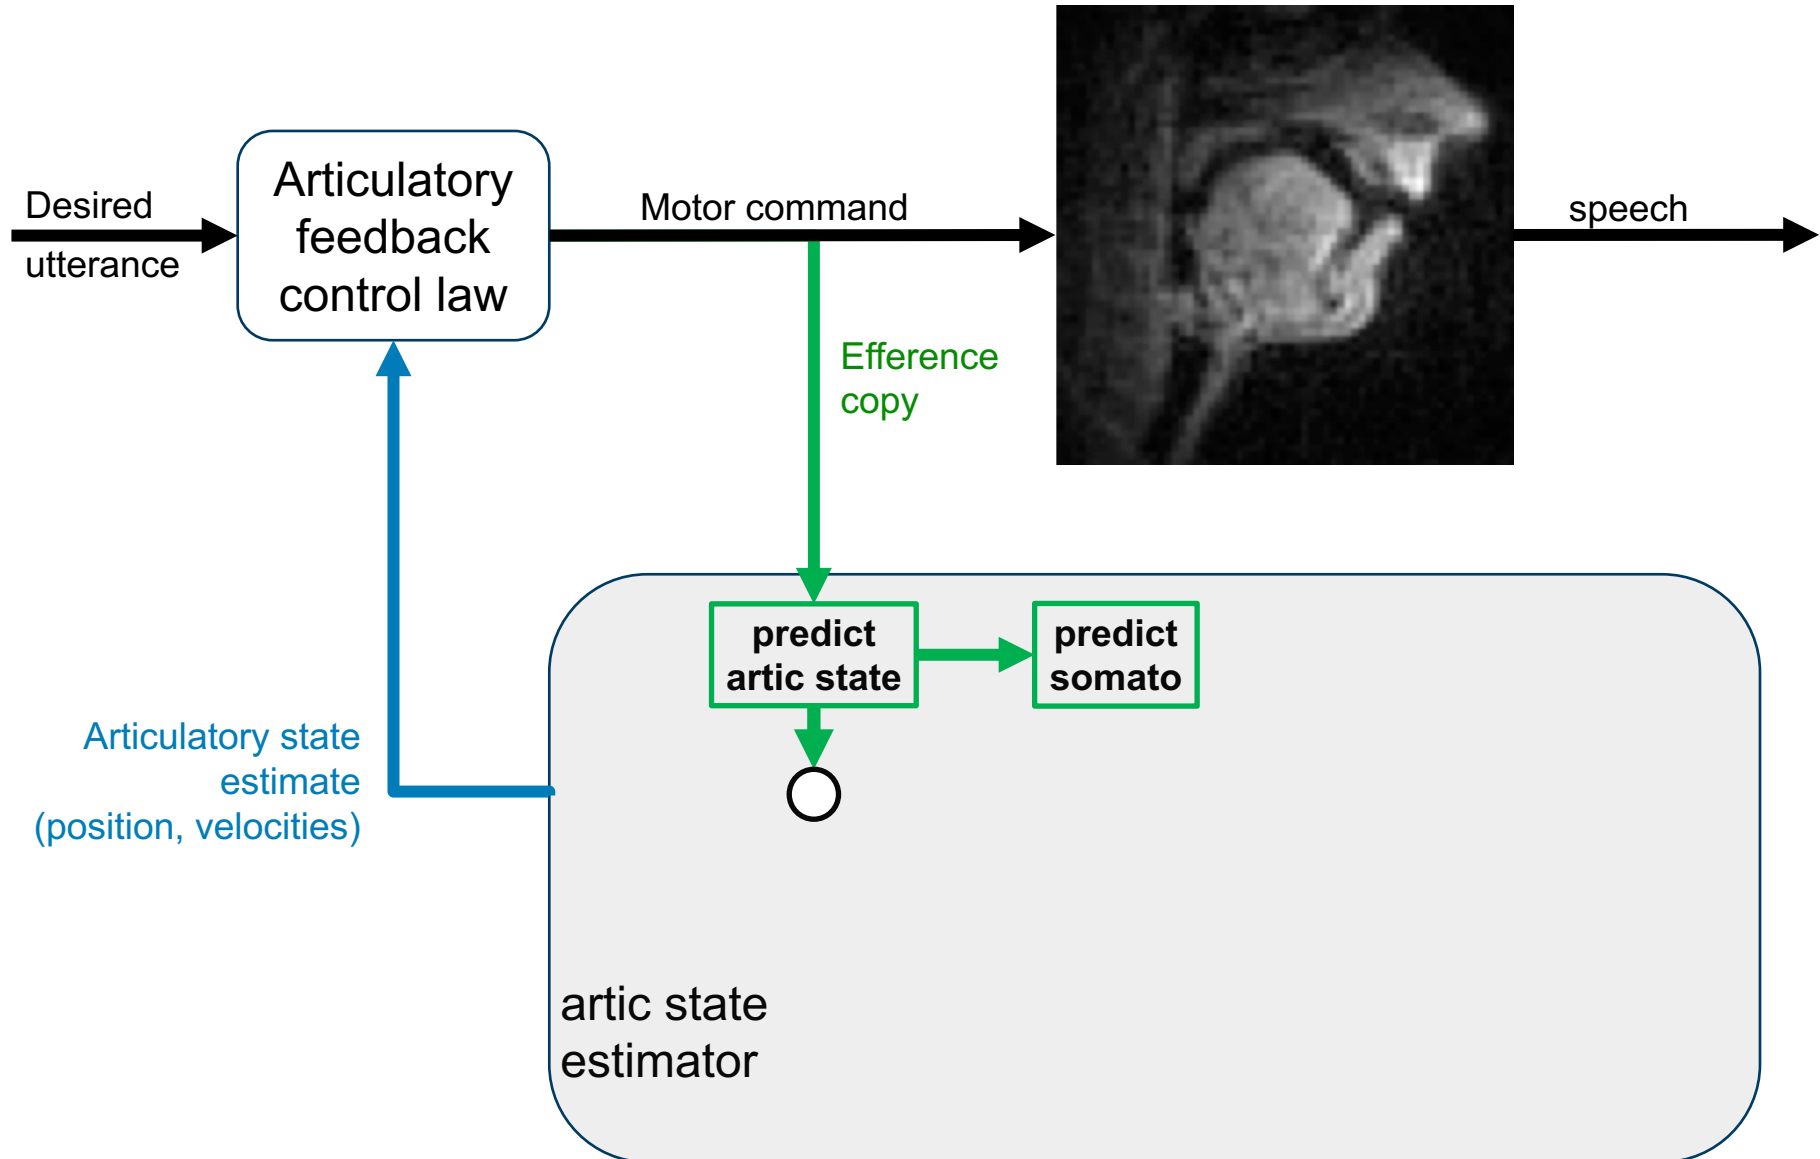 Desired
utterance
Articulatory
feedback
control law
Motor command
speech
Efference
copy
predict
artic state
predict
somato
Articulatory state
estimate
(position, velocities)
artic state
estimator